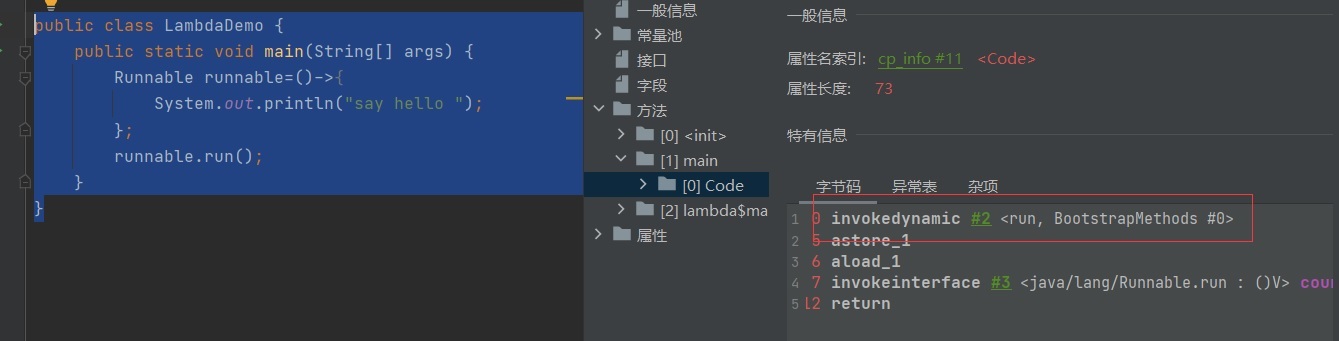 public class LambdaDemo {
public static void main(String[] args) {
Runnable runnable=()->{
System.out.println("say hello ");
};
runnable.run();
}
}
一般信息
常量池
接口
字段
方法
[0] <init>
[1] main
[0] Code
[2] lambda$ma
属性
一般信息
属性名索引: cp_info #11 <Code>
属性长度: 73
特有信息
字节码 异常表 杂项
1 0 invokedynamic #2 <run, BootstrapMethods #0>
2 5 astore_1
3 6 aload_1
4 7 invokeinterface #3 <java/lang/Runnable.run : ()V> cour
5 12 return